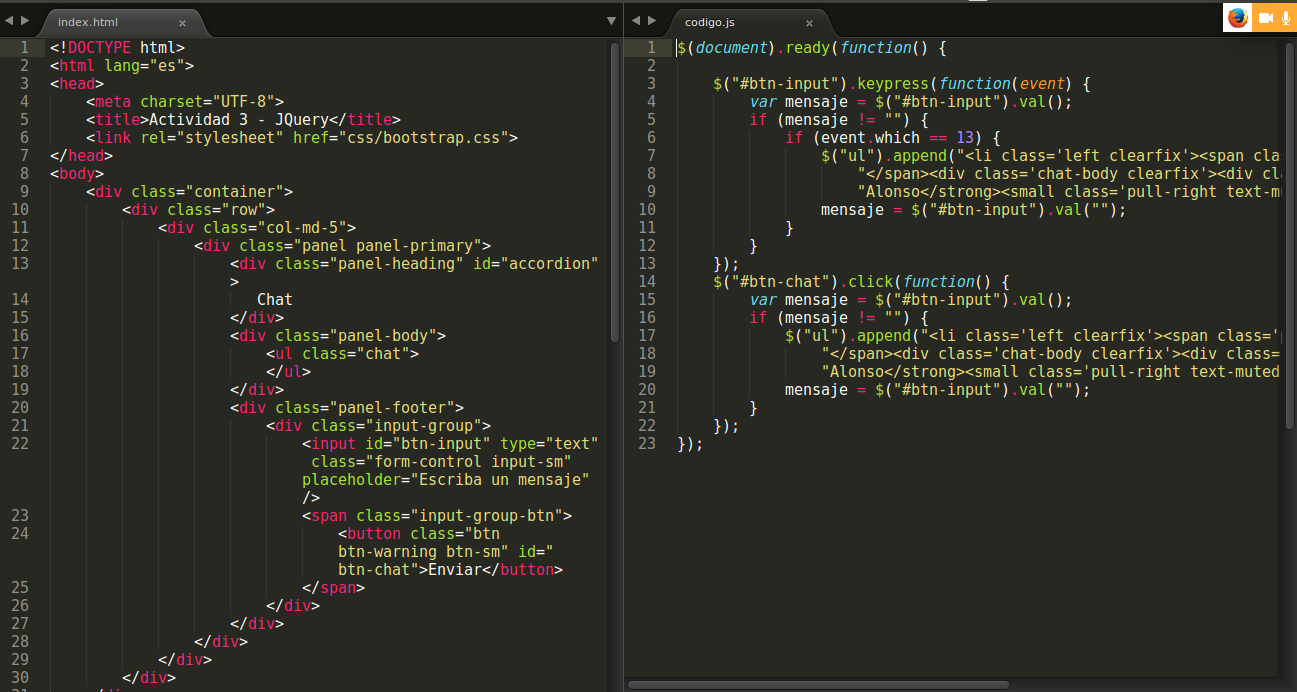 index.html ×
1 <!DOCTYPE html>
2 <html lang="es">
3 <head>
4 <meta charset="UTF-8">
5 <title>Actividad 3 - JQuery</title>
6 <link rel="stylesheet" href="css/bootstrap.css">
7 </head>
8 <body>
9 <div class="container">
10 <div class="row">
11 <div class="col-md-5">
12 <div class="panel panel-primary">
13 <div class="panel-heading" id="accordion"
>
14 Chat
15 </div>
16 <div class="panel-body">
17 <ul class="chat">
18 </ul>
19 </div>
20 <div class="panel-footer">
21 <div class="input-group">
22 <input id="btn-input" type="text"
class="form-control input-sm"
placeholder="Escriba un mensaje"
/>
23 <span class="input-group-btn">
24 <button class="btn
btn-warning btn-sm" id="
btn-chat">Enviar</button>
25 </span>
26 </div>
27 </div>
28 </div>
29 </div>
30 </div>
codigo.js ×
1 $(document).ready(function() {
2
3 $("#btn-input").keypress(function(event) {
4 var mensaje = $("#btn-input").val();
5 if (mensaje != "") {
6 if (event.which == 13) {
7 $("ul").append("<li class='left clearfix'><span cla
8 "</span><div class='chat-body clearfix'><div cl
9 "Alonso</strong><small class='pull-right text-m
10 mensaje = $("#btn-input").val("");
11 }
12 }
13 });
14 $("#btn-chat").click(function() {
15 var mensaje = $("#btn-input").val();
16 if (mensaje != "") {
17 $("ul").append("<li class='left clearfix'><span class='
18 "</span><div class='chat-body clearfix'><div class=
19 "Alonso</strong><small class='pull-right text-muted
20 mensaje = $("#btn-input").val("");
21 }
22 });
23 });